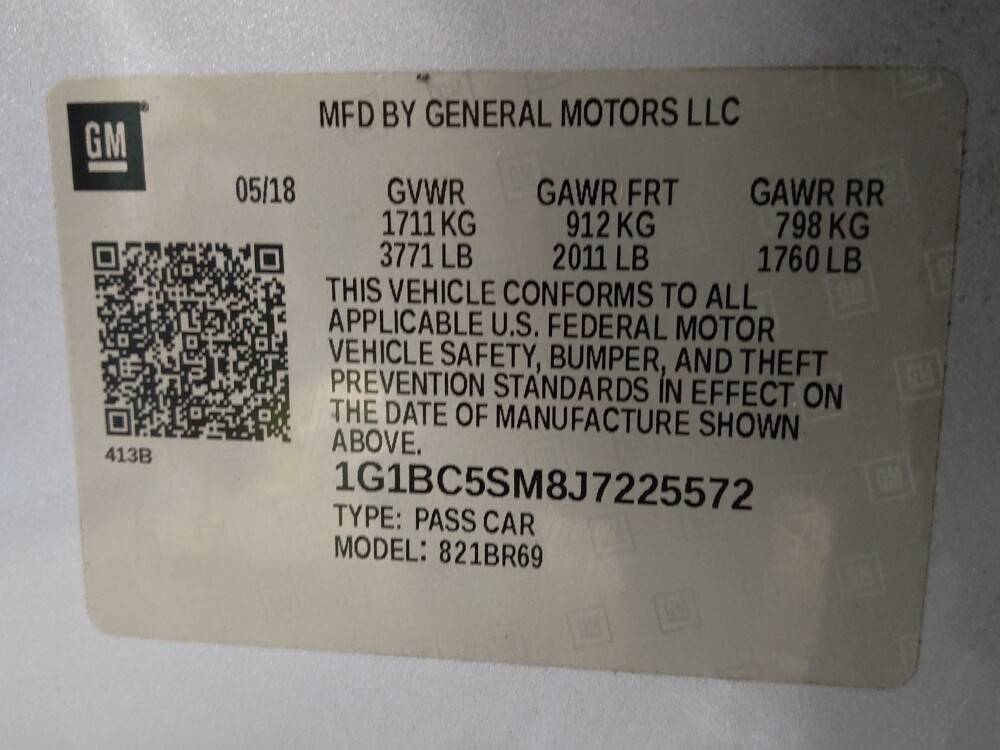 GM
MFD BY GENERAL MOTORS LLC
05/18 GVWR GAWR FRT GAWR RR
1711 KG 912 KG 798 KG
3771 LB 2011 LB 1760 LB
THIS VEHICLE CONFORMS TO ALL
APPLICABLE U.S. FEDERAL MOTOR
VEHICLE SAFETY, BUMPER, AND THEFT
PREVENTION STANDARDS IN EFFECT ON
THE DATE OF MANUFACTURE SHOWN
ABOVE.
413B
1G1BC5SM8J7225572
TYPE: PASS CAR
MODEL: 821BR69